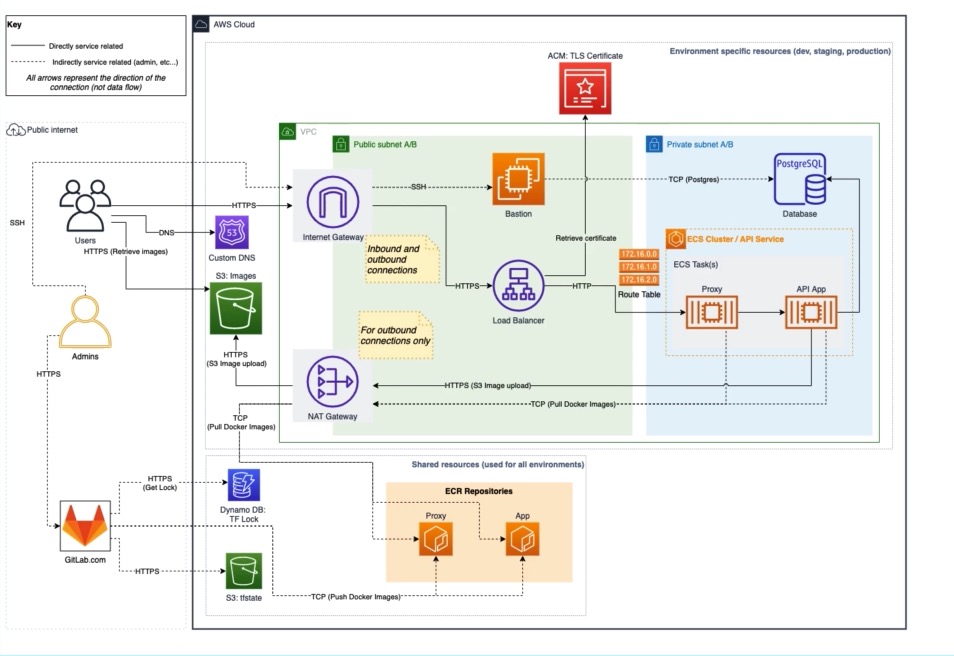 Key
Directly service related
Indirectly service related (admin, etc...)
All arrows represent the direction of the
connection (not data flow)
AWS Cloud
Environment specific resources (dev, staging, production)
ACM: TLS Certificate
Public internet
VPC
Public subnet A/B
Private subnet A/B
PostgreSQL
SSH
TCP (Postgres)
HTTPS
Bastion
Database
SSH
DNS
53
Users
Internet Gateway
HTTPS (Retrieve images)
Custom DNS
Retrieve certificate
ECS Cluster / API Service
Inbound and
outbound
connections
172.16.0.0
172.16.1.0
172.16.2.0
ECS Task(s)
S3: Images
HTTPS
HTTP
Route Table
Proxy
API App
Load Balancer
For outbound
connections only
Admins
HTTPS
(S3 Image upload)
HTTPS
HTTPS (S3 Image upload)
TCP (Pull Docker Images)
NAT Gateway
TCP
(Pull Docker Images)
Shared resources (used for all environments)
HTTPS
(Get Lock)
ECR Repositories
Dynamo DB:
TF Lock
Proxy
App
GitLab.com
HTTPS
S3: tfstate
TCP (Push Docker Images)